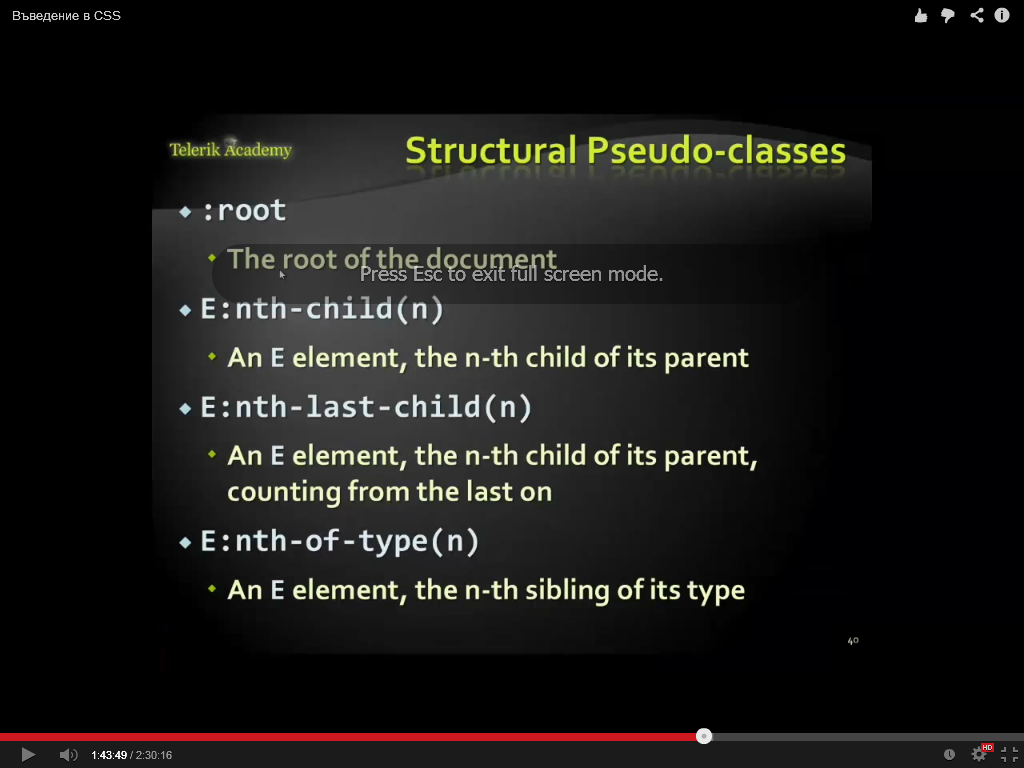 Въведение в CSS
Telerik Academy
Structural Pseudo-classes
:root
The root of the document
Press Esc to exit full screen mode.
E:nth-child(n)
An E element, the n-th child of its parent
E:nth-last-child(n)
An E element, the n-th child of its parent,
counting from the last on
E:nth-of-type(n)
An E element, the n-th sibling of its type
40
1:43:49 / 2:30:16
HD